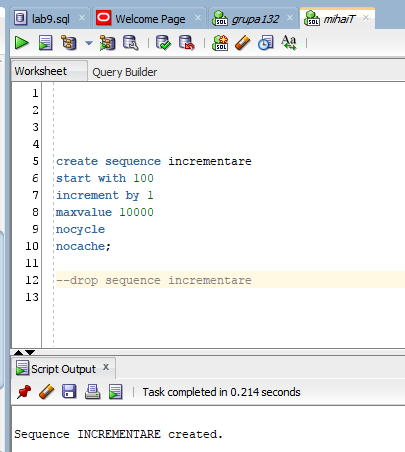 lab9.sql Welcome Page grupa132 mihaiT
Worksheet Query Builder
1
2
3
4
5 create sequence incrementare
6 start with 100
7 increment by 1
8 maxvalue 10000
9 nocycle
10 nocache;
11
12 --drop sequence incrementare
13
Script Output
Task completed in 0.214 seconds
Sequence INCREMENTARE created.